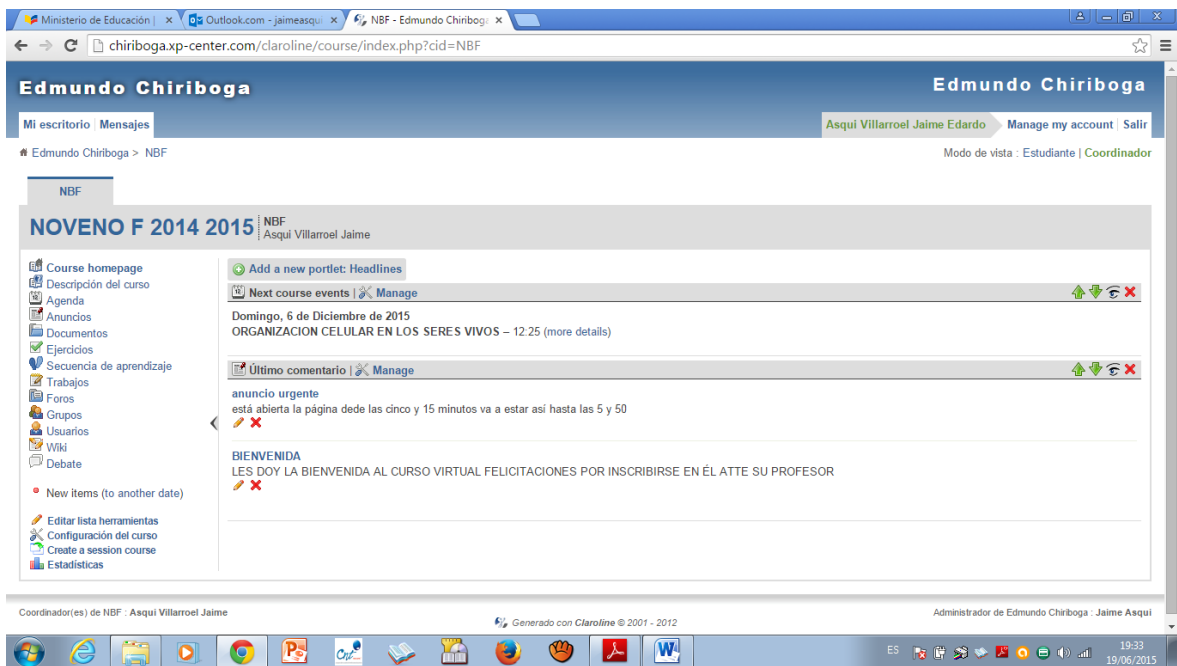 Ministerio de Educación |
Outlook.com - jaimeasqui
NBF - Edmundo Chiriboga
chiriboga.xp-center.com/claroline/course/index.php?cid=NBF
Edmundo Chiriboga
Edmundo Chiriboga
Mi escritorio | Mensajes
Asqui Villarroel Jaime Edardo
Manage my account | Salir
Edmundo Chiriboga > NBF
Modo de vista : Estudiante | Coordinador
NBF
NOVENO F 2014 2015
NBF
Asqui Villarroel Jaime
Course homepage
Descripción del curso
Agenda
Anuncios
Documentos
Ejercicios
Secuencia de aprendizaje
Trabajos
Foros
Grupos
Usuarios
Wiki
Debate
New items (to another date)
Editar lista herramientas
Configuración del curso
Create a session course
Estadísticas
Add a new portlet: Headlines
Next course events | Manage
Domingo, 6 de Diciembre de 2015
ORGANIZACION CELULAR EN LOS SERES VIVOS – 12:25 (more details)
Último comentario | Manage
anuncio urgente
está abierta la página dede las cinco y 15 minutos va a estar así hasta las 5 y 50
BIENVENIDA
LES DOY LA BIENVENIDA AL CURSO VIRTUAL FELICITACIONES POR INSCRIBIRSE EN ÉL ATTE SU PROFESOR
Coordinador(es) de NBF : Asqui Villarroel Jaime
Administrador de Edmundo Chiriboga : Jaime Asqui
Generado con Claroline © 2001 - 2012
ES
19:33
19/06/2015